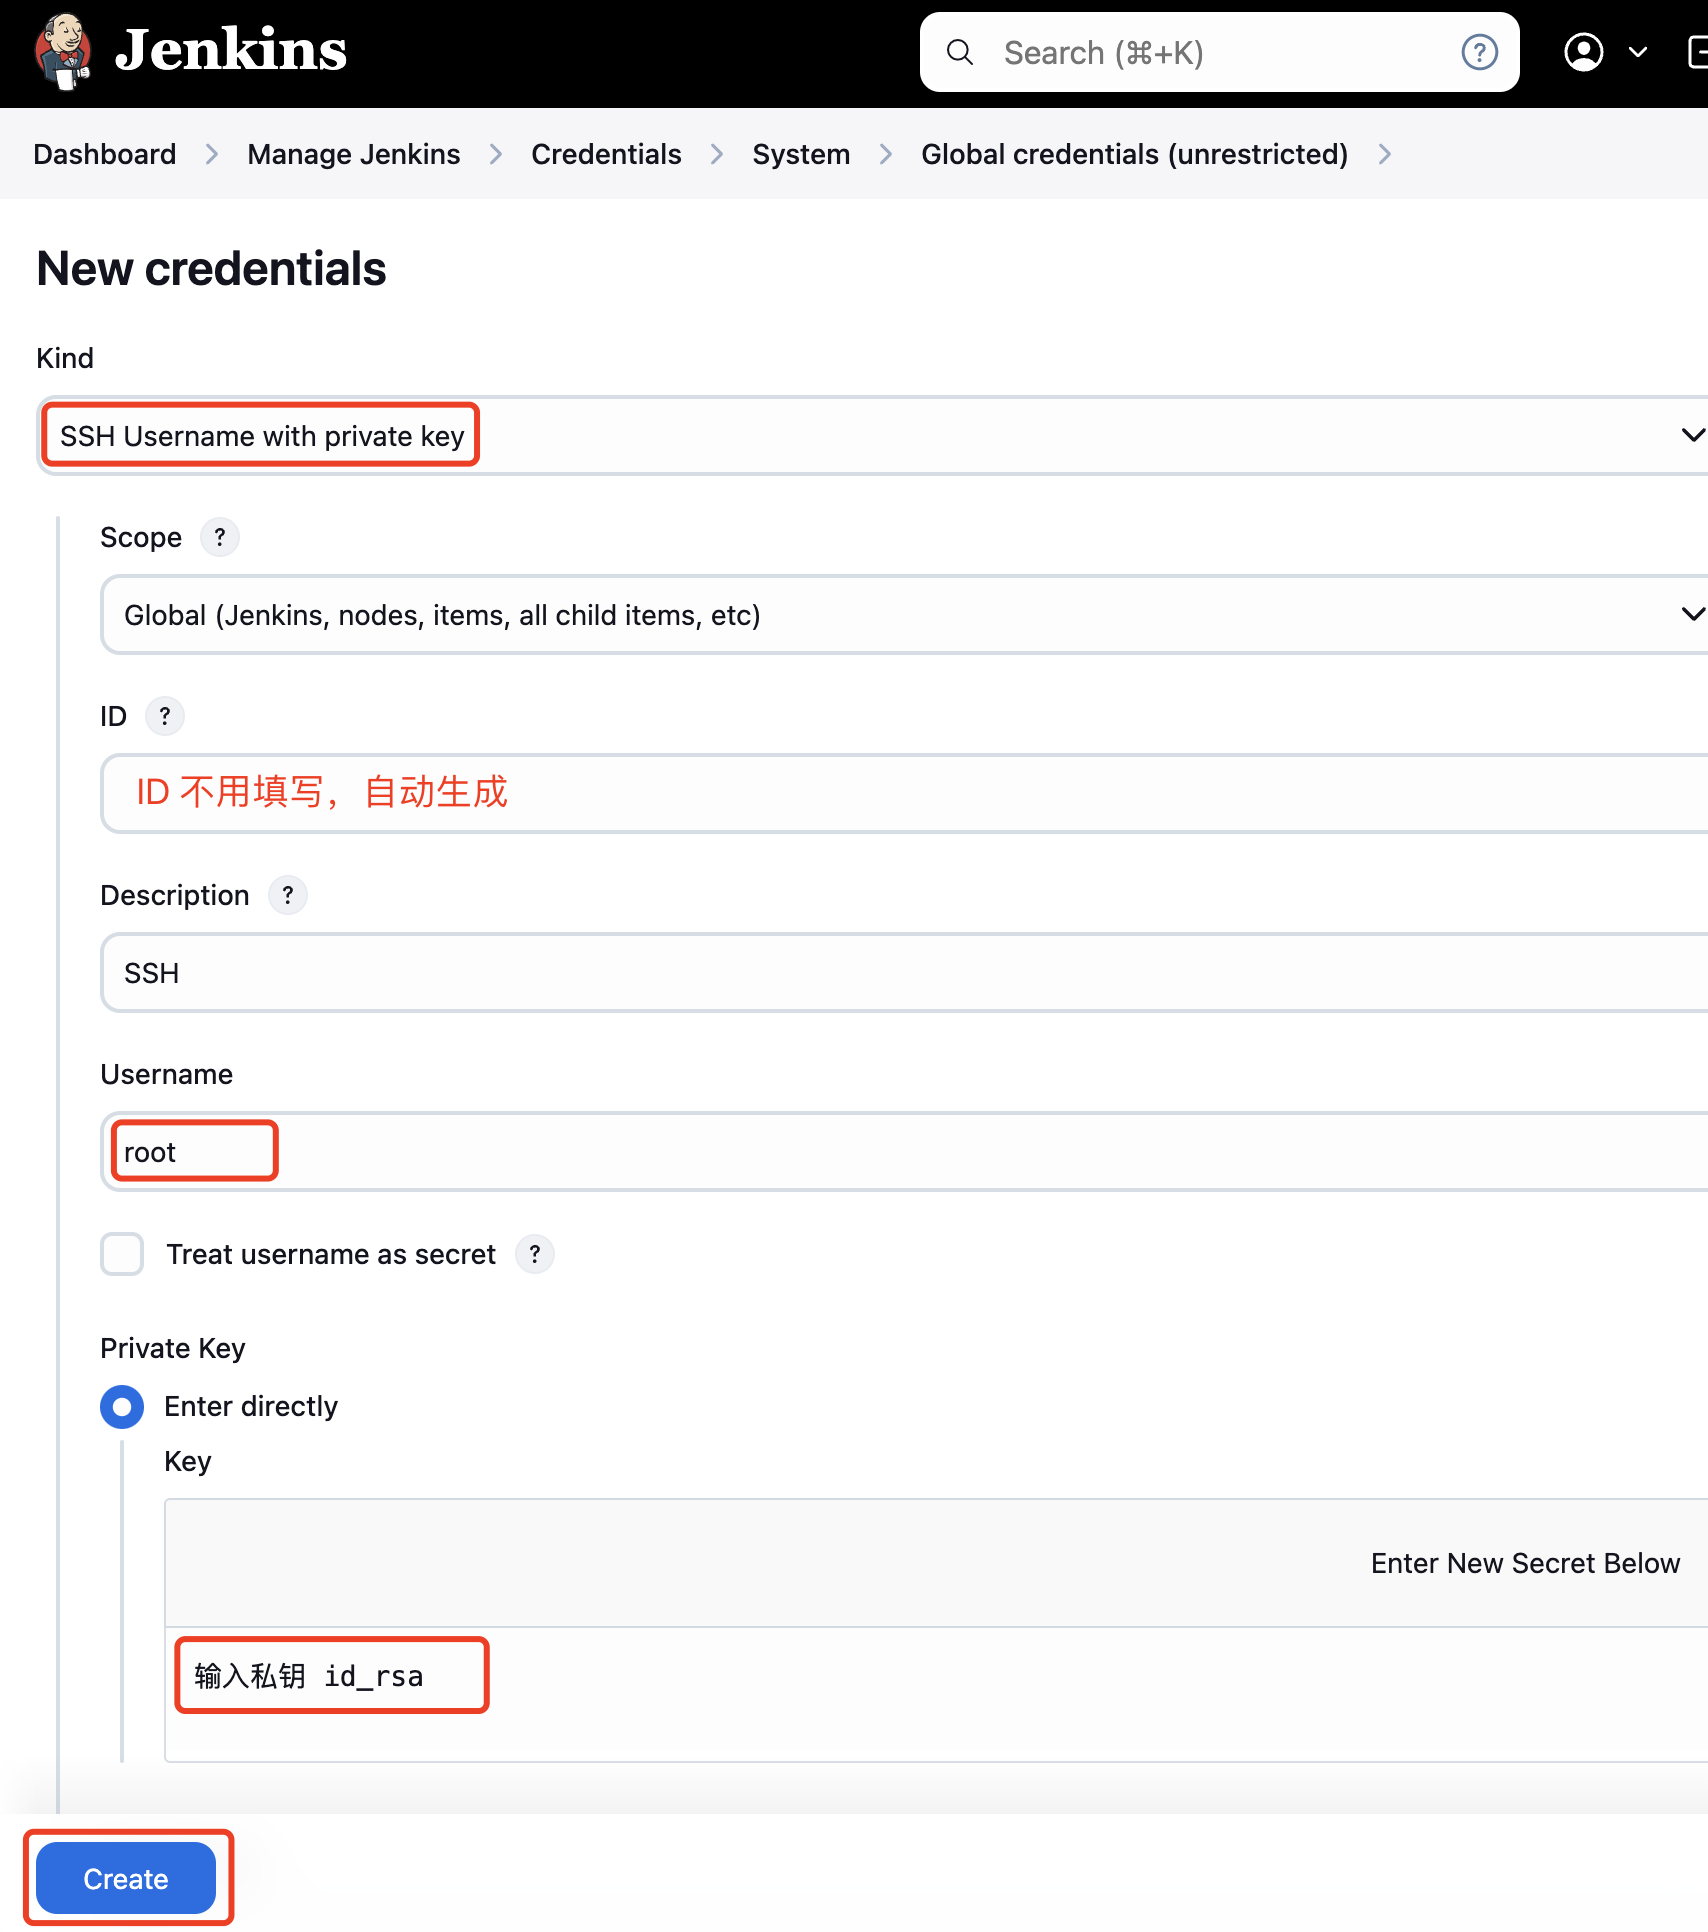 Jenkins
Search (⌘+K)
?
Dashboard > Manage Jenkins > Credentials > System > Global credentials (unrestricted) >
New credentials
Kind
SSH Username with private key
Scope ?
Global (Jenkins, nodes, items, all child items, etc)
ID ?
ID 不用填写，自动生成
Description ?
SSH
Username
root
Treat username as secret ?
Private Key
Enter directly
Key
Enter New Secret Below
输入私钥 id_rsa
Create